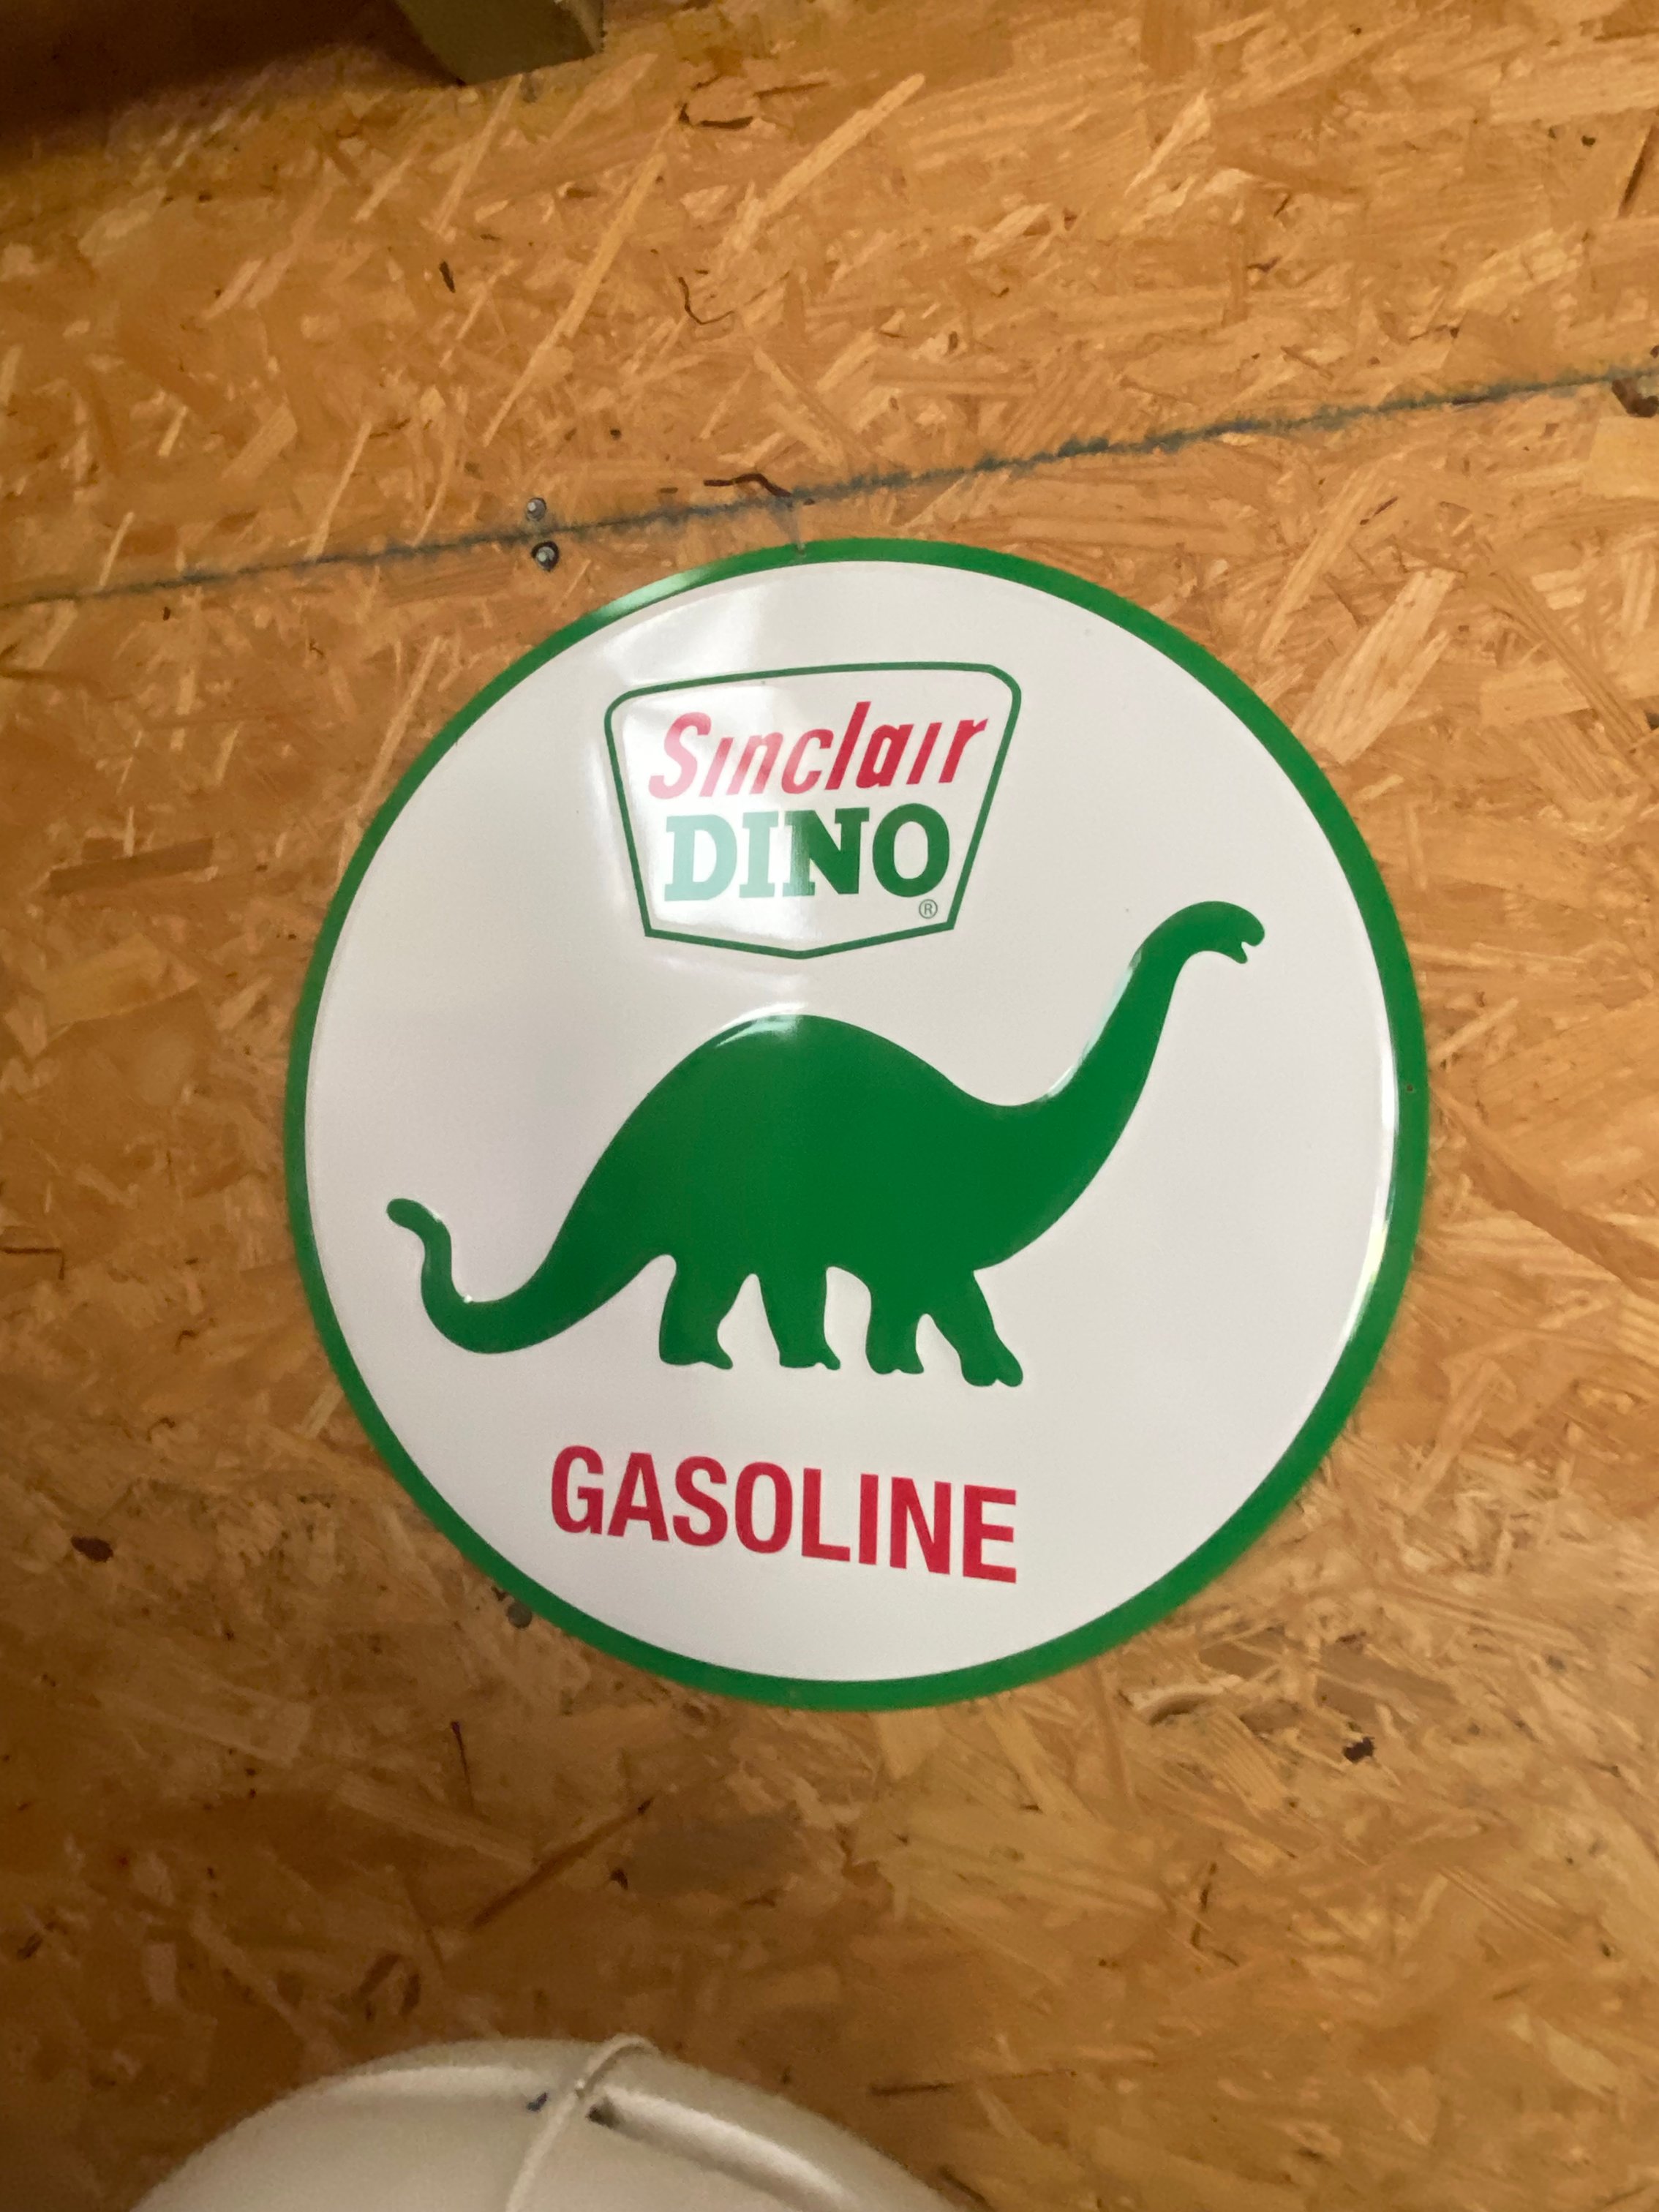 Sinclair
DINO
®
GASOLINE